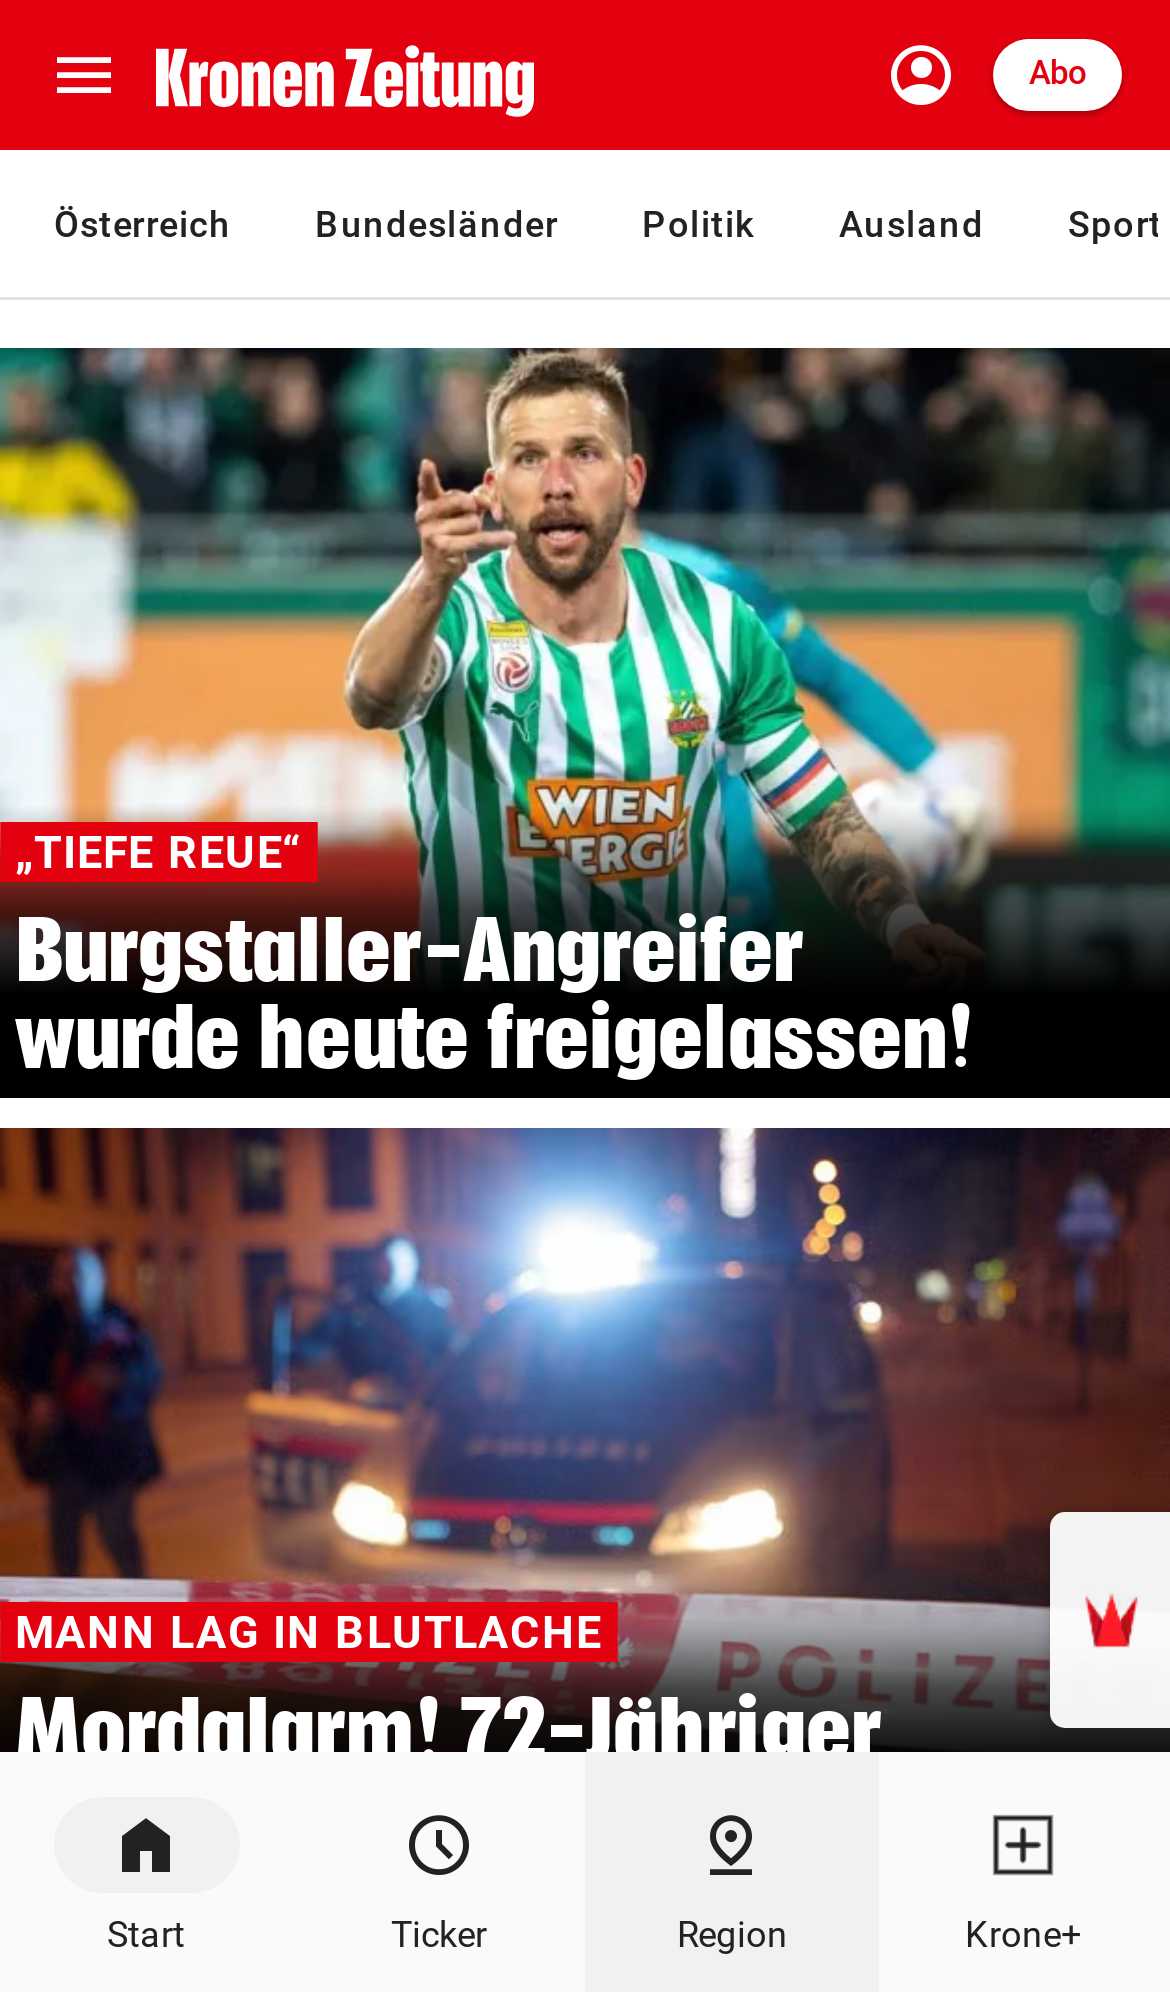 Kronen Zeitung
Abo
Österreich Bundesländer Politik Ausland Sport
WIEN
ENERGIE
„TIEFE REUE“
Burgstaller-Angreifer
wurde heute freigelassen!
POLIZE
MANN LAG IN BLUTLACHE
Mordalarm! 72-Jähriger
Start Ticker Region Krone+